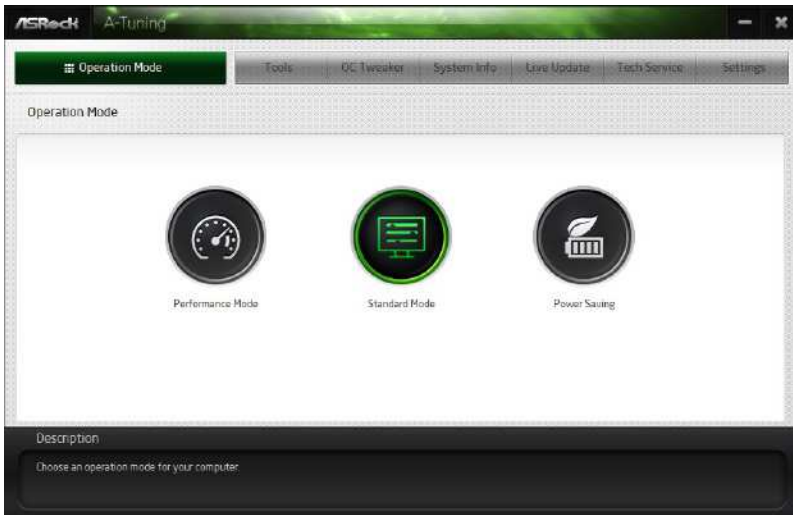 ASRock A-Tuning
Operation Mode Tools OC Tweaker System Info Live Update Tech Service Settings
Operation Mode
Performance Mode Standard Mode Power Saving
Description
Choose an operation mode for your computer.